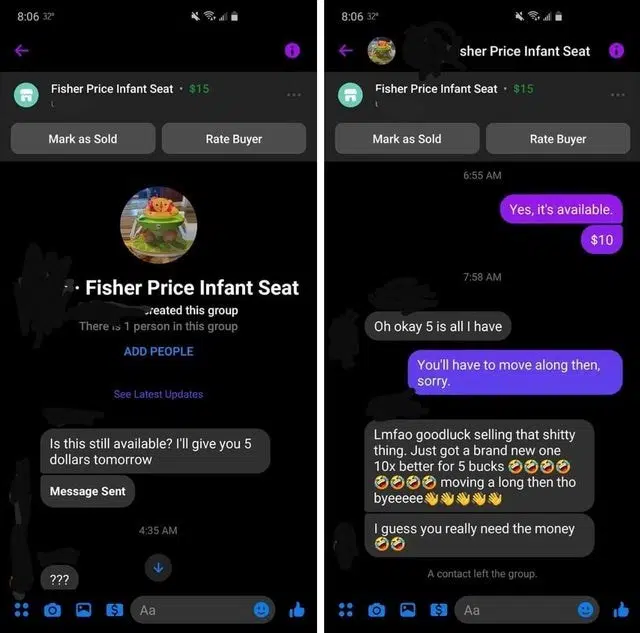 8:06 32°
Fisher Price Infant Seat · $15
Mark as Sold
Rate Buyer
· Fisher Price Infant Seat
created this group
There is 1 person in this group
ADD PEOPLE
See Latest Updates
Is this still available? I'll give you 5
dollars tomorrow
Message Sent
4:35 AM
???
Aa
8:06 32°
sher Price Infant Seat
Fisher Price Infant Seat · $15
Mark as Sold
Rate Buyer
6:55 AM
Yes, it's available.
$10
7:58 AM
Oh okay 5 is all I have
You'll have to move along then,
sorry.
Lmfao goodluck selling that shitty
thing. Just got a brand new one
10x better for 5 bucks 🤣🤣🤣🤣
🤣🤣🤣🤣 moving a long then tho
byeeeee👋👋👋👋👋
I guess you really need the money
🤣🤣
A contact left the group.
Aa